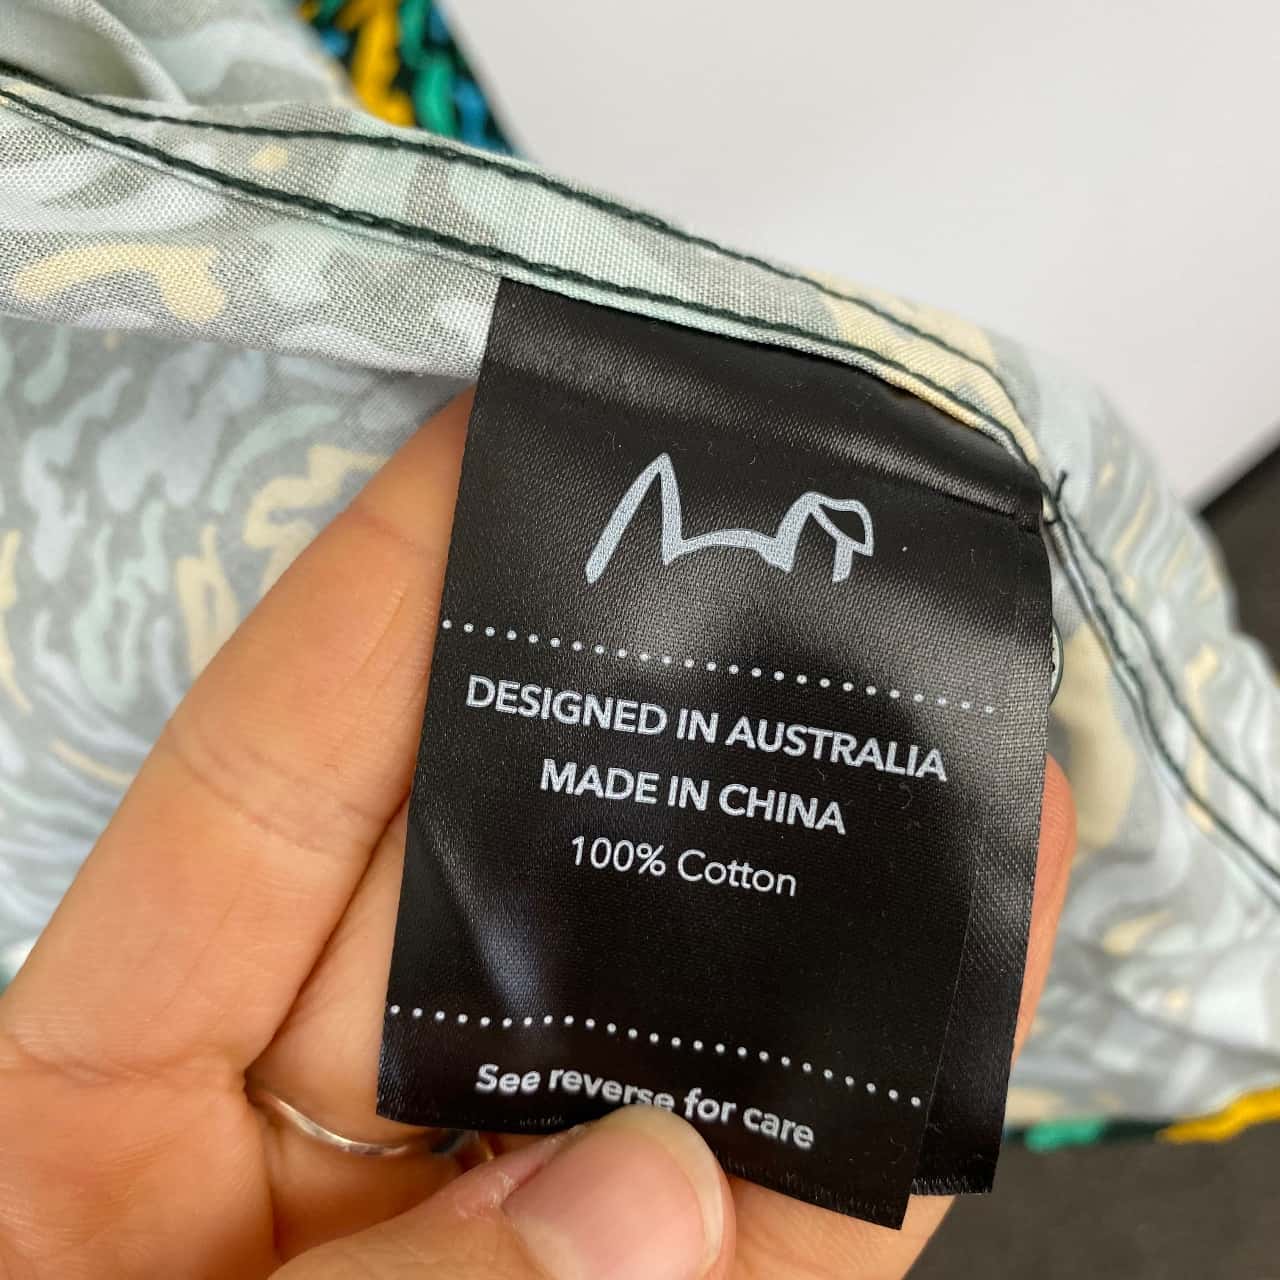 DESIGNED IN AUSTRALIA
MADE IN CHINA
100% Cotton
See reverse for care